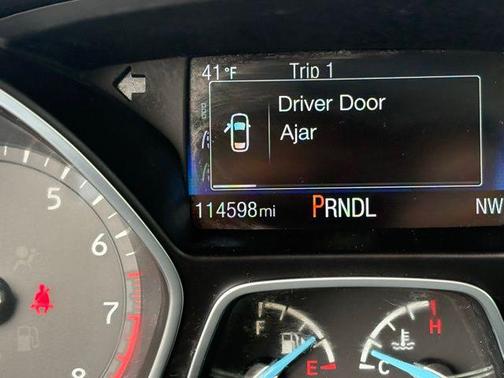 41°F Trip 1
Driver Door
Ajar
114598mi PRNDL NW
5
6
7
8
F H
E C